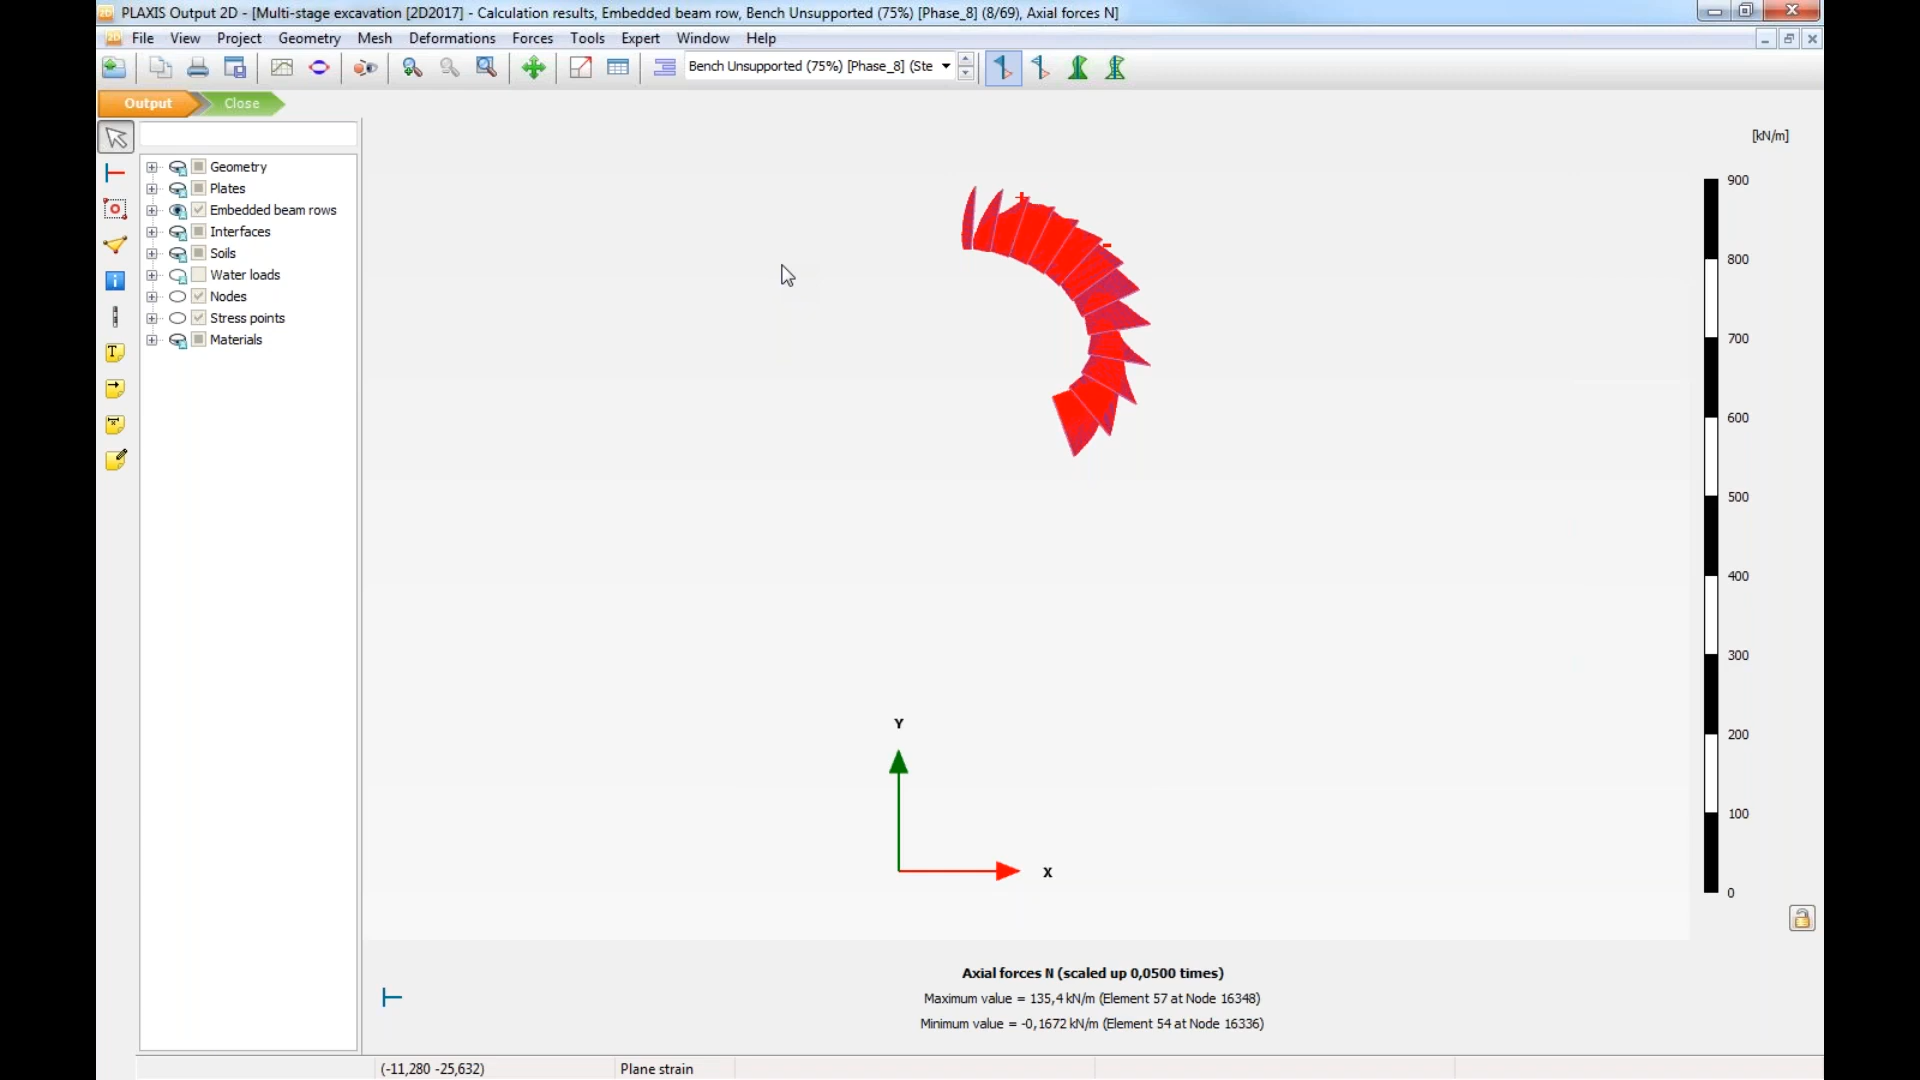 PLAXIS Output 2D - [Multi-stage excavation [2D2017] - Calculation results, Embedded beam row, Bench Unsupported (75%) [Phase_8] (8/69), Axial forces N]
File View Project Geometry Mesh Deformations Forces Tools Expert Window Help
Bench Unsupported (75%) [Phase_8] (Ste
Output Close
Geometry
Plates
Embedded beam rows
Interfaces
Soils
Water loads
Nodes
Stress points
Materials
[kN/m]
900
800
700
600
500
400
300
200
100
0
Y
X
Axial forces N (scaled up 0,0500 times)
Maximum value = 135,4 kN/m (Element 57 at Node 16348)
Minimum value = -0,1672 kN/m (Element 54 at Node 16336)
(-11,280 -25,632) Plane strain